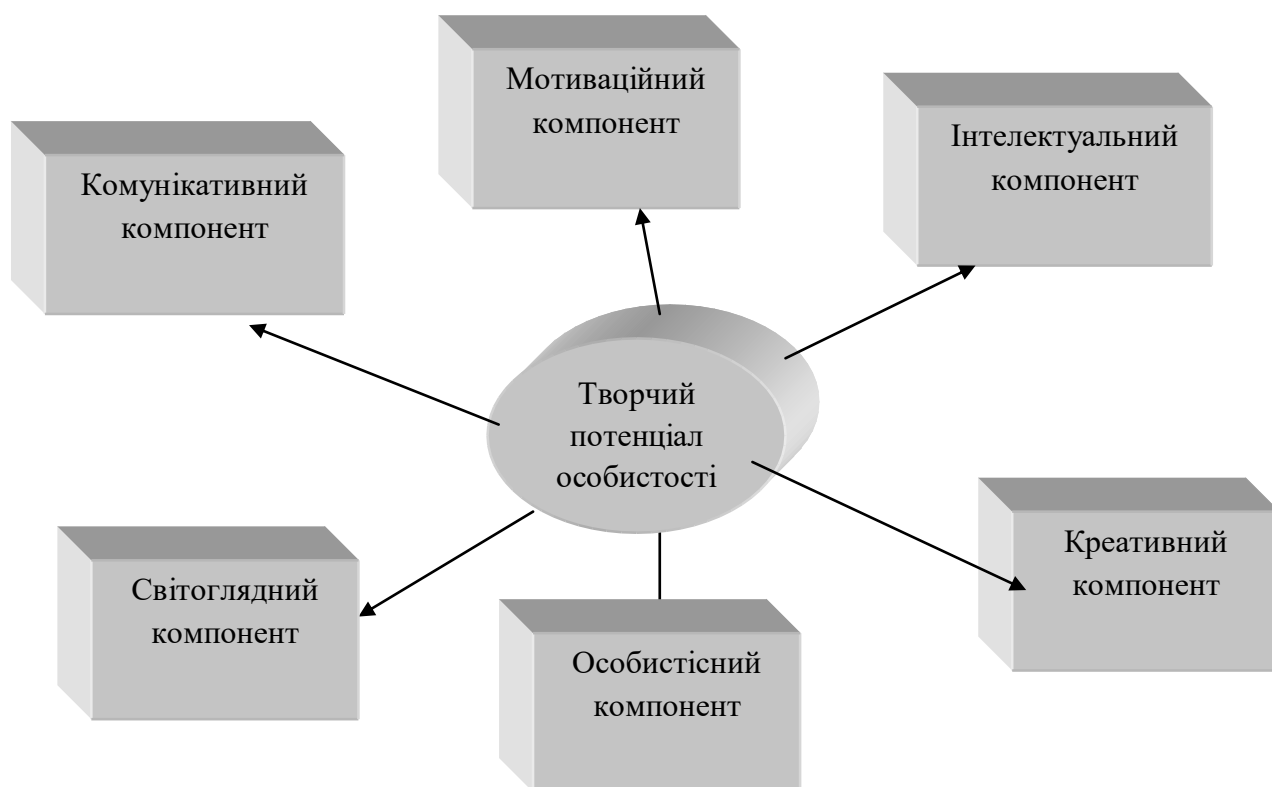 Мотиваційний
компонент
Інтелектуальний
компонент
Комунікативний
компонент
Творчий
потенціал
особистості
Креативний
компонент
Світоглядний
компонент
Особистісний
компонент